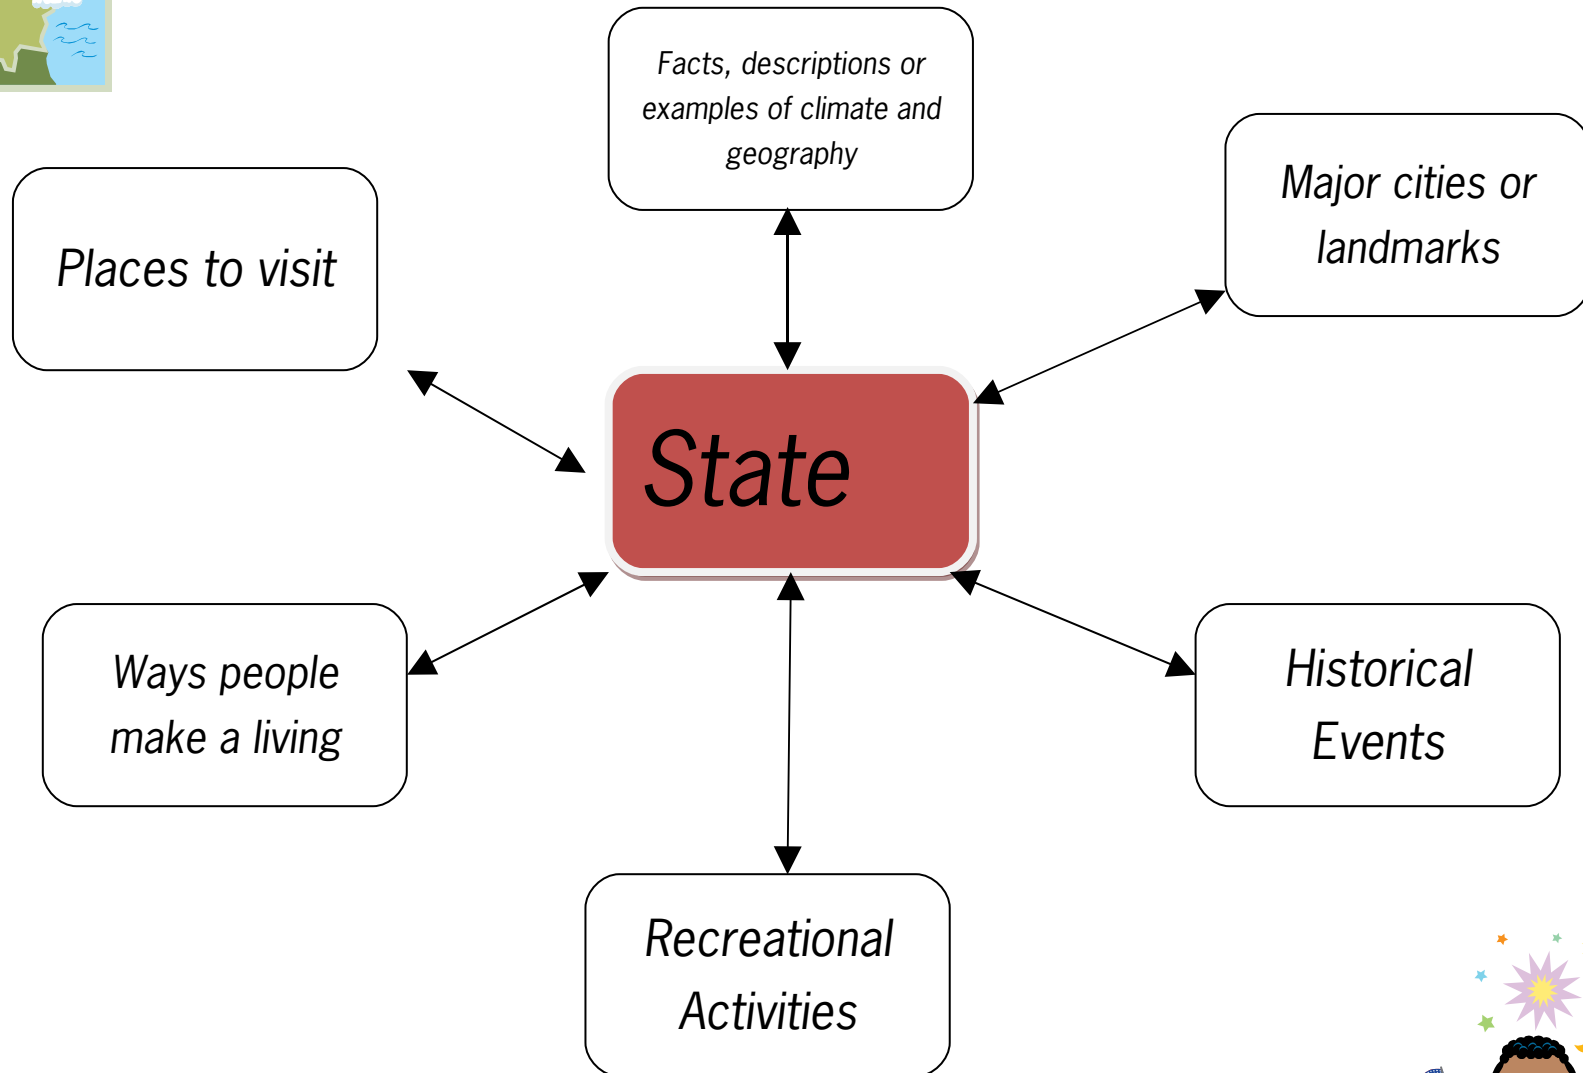 Facts, descriptions or
examples of climate and
geography
Major cities or
landmarks
Places to visit
State
Ways people
make a living
Historical
Events
Recreational
Activities